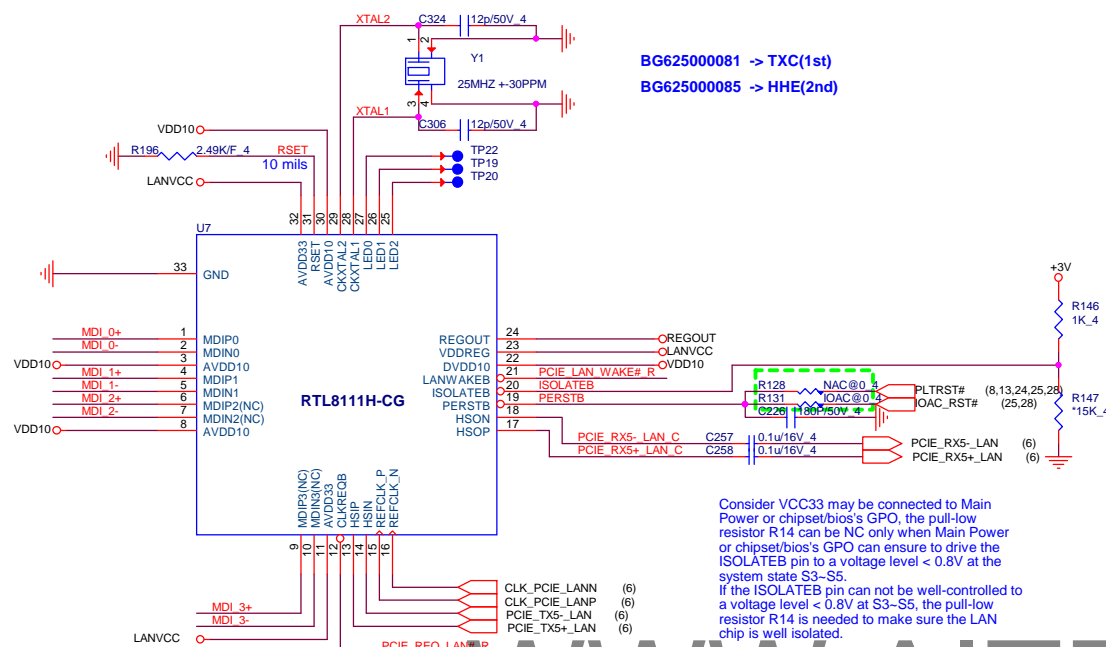 XTAL2
C324
12p/50V_4
1
2
Y1
25MHZ +-30PPM
BG625000081 -> TXC(1st)
BG625000085 -> HHE(2nd)
3
4
XTAL1
C306
12p/50V_4
VDD10
R196
2.49K/F_4
RSET
10 mils
LANVCC
TP22
TP19
TP20
32
31
30
29
28
27
26
25
U7
AVDD33
RSET
AVDD10
CKXTAL2
CKXTAL1
LED0
LED1
LED2
33
GND
+3V
R146
1K_4
MDI_0+
1
MDIP0
MDI_0-
2
MDIN0
VDD10
3
AVDD10
MDI_1+
4
MDIP1
MDI_1-
5
MDIN1
MDI_2+
6
MDIP2(NC)
MDI_2-
7
MDIN2(NC)
VDD10
8
AVDD10
RTL8111H-CG
REGOUT
24
REGOUT
VDDREG
23
LANVCC
DVDD10
22
VDD10
LANWAKEB
21
PCIE_LAN_WAKE#_R
ISOLATEB
20
ISOLATEB
PERSTB
19
PERSTB
HSON
18
HSOP
17
R128
NAC@0_4
PLTRST#
(8,13,24,25,28)
R131
IOAC@0_4
IOAC_RST#
(25,28)
C226
180P/50V_4
R147
*15K_4
PCIE_RX5-_LAN_C
C257
0.1u/16V_4
PCIE_RX5-_LAN
(6)
PCIE_RX5+_LAN_C
C258
0.1u/16V_4
PCIE_RX5+_LAN
(6)
MDIP3(NC)
MDIN3(NC)
AVDD33
CLKREQB
HSIP
HSIN
REFCLK_P
REFCLK_N
9
10
11
12
13
14
15
16
CLK_PCIE_LANN
(6)
CLK_PCIE_LANP
(6)
PCIE_TX5-_LAN
(6)
PCIE_TX5+_LAN
(6)
MDI_3+
MDI_3-
LANVCC
PCIE_REQ_LAN#_R
Consider VCC33 may be connected to Main
Power or chipset/bios's GPO, the pull-low
resistor R14 can be NC only when Main Power
or chipset/bios's GPO can ensure to drive the
ISOLATEB pin to a voltage level < 0.8V at the
system state S3~S5.
If the ISOLATEB pin can not be well-controlled to
a voltage level < 0.8V at S3~S5, the pull-low
resistor R14 is needed to make sure the LAN
chip is well isolated.